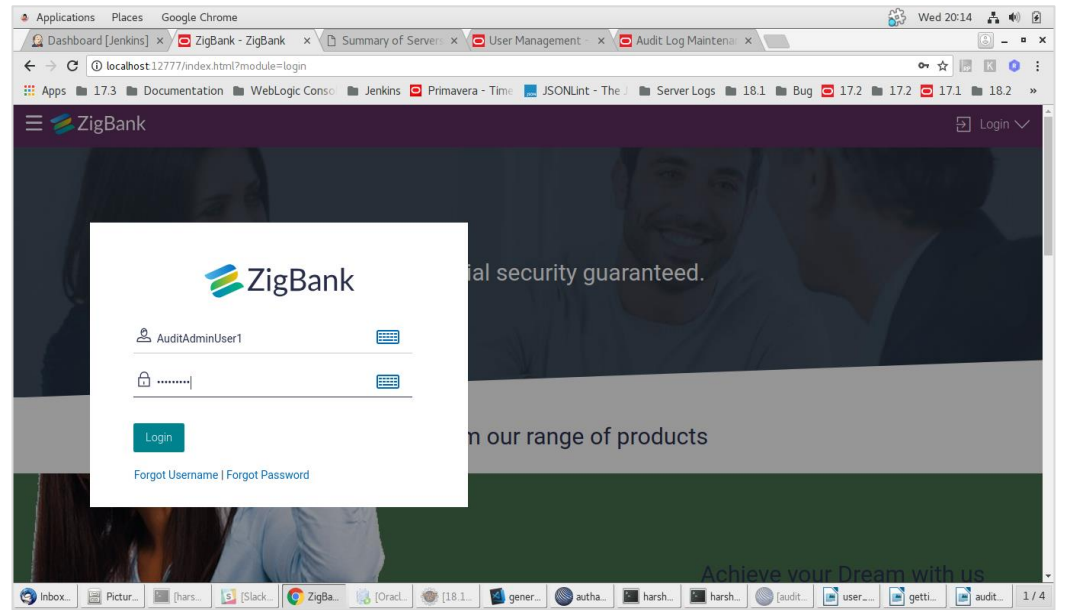 Applications Places Google Chrome Wed 20:14
Dashboard [Jenkins] ZigBank - ZigBank Summary of Servers User Management - Audit Log Maintenan
localhost:12777/index.html?module=login
Apps 17.3 Documentation WebLogic Consol Jenkins Primavera - Time JSONLint - The J Server Logs 18.1 Bug 17.2 17.2 17.1 18.2 »
ZigBank Login
ial security guaranteed.
ZigBank
AuditAdminUser1
Login
our range of products
Forgot Username | Forgot Password
Achieve your Dream with us
Inbox... Pictur... [hars... [Slack... ZigBa... [Oracl... [18.1... gener... autha... harsh... harsh... [audit... user_... getti... audit... 1 / 4